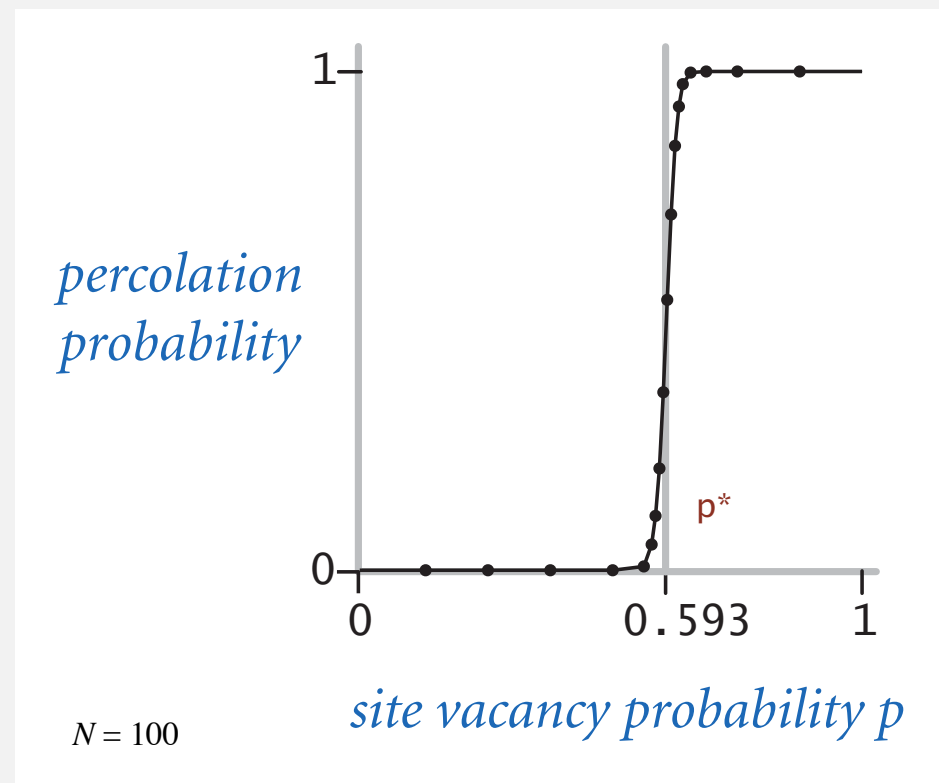 1
percolation
probability
p*
0
0 0.593 1
site vacancy probability p
N = 100